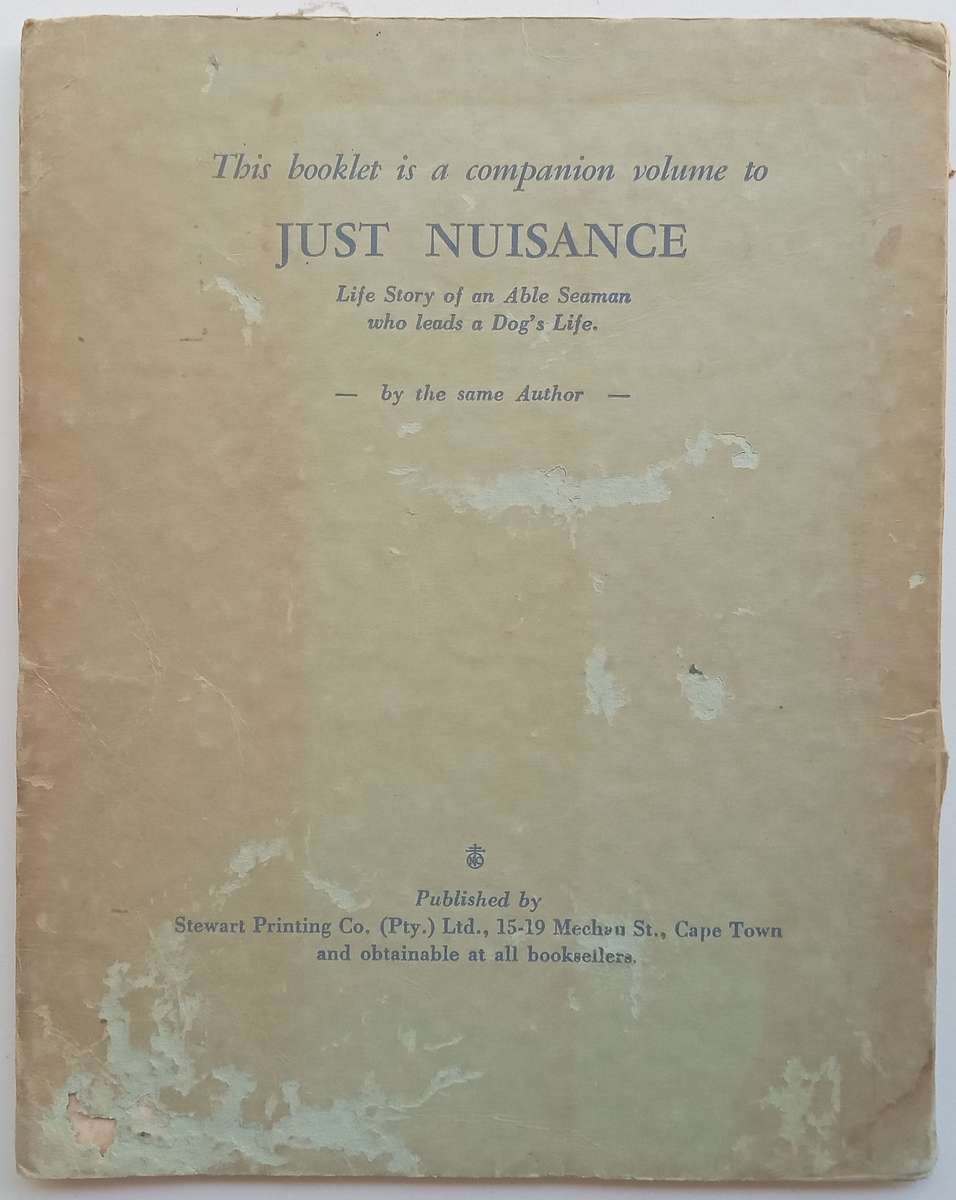 This booklet is a companion volume to
JUST NUISANCE
Life Story of an Able Seaman
who leads a Dog's Life.
— by the same Author —
Published by
Stewart Printing Co. (Pty.) Ltd., 15-19 Mechau St., Cape Town
and obtainable at all booksellers.